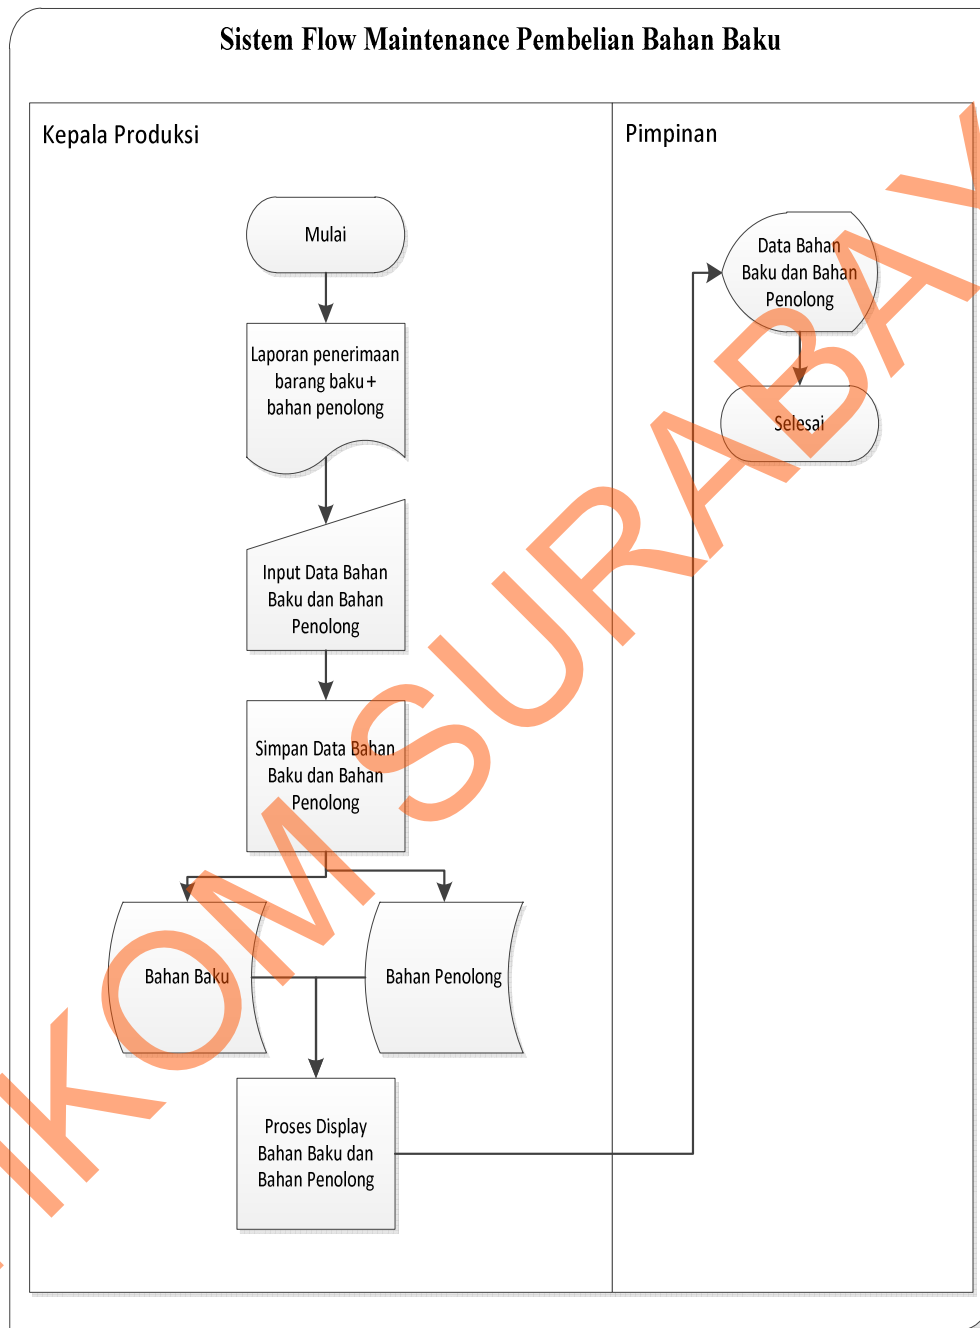 Sistem Flow Maintenance Pembelian Bahan Baku
Kepala Produksi
Pimpinan
Mulai
Laporan penerimaan
barang baku +
bahan penolong
Input Data Bahan
Baku dan Bahan
Penolong
Simpan Data Bahan
Baku dan Bahan
Penolong
Bahan Baku
Bahan Penolong
Proses Display
Bahan Baku dan
Bahan Penolong
Data Bahan
Baku dan Bahan
Penolong
Selesai